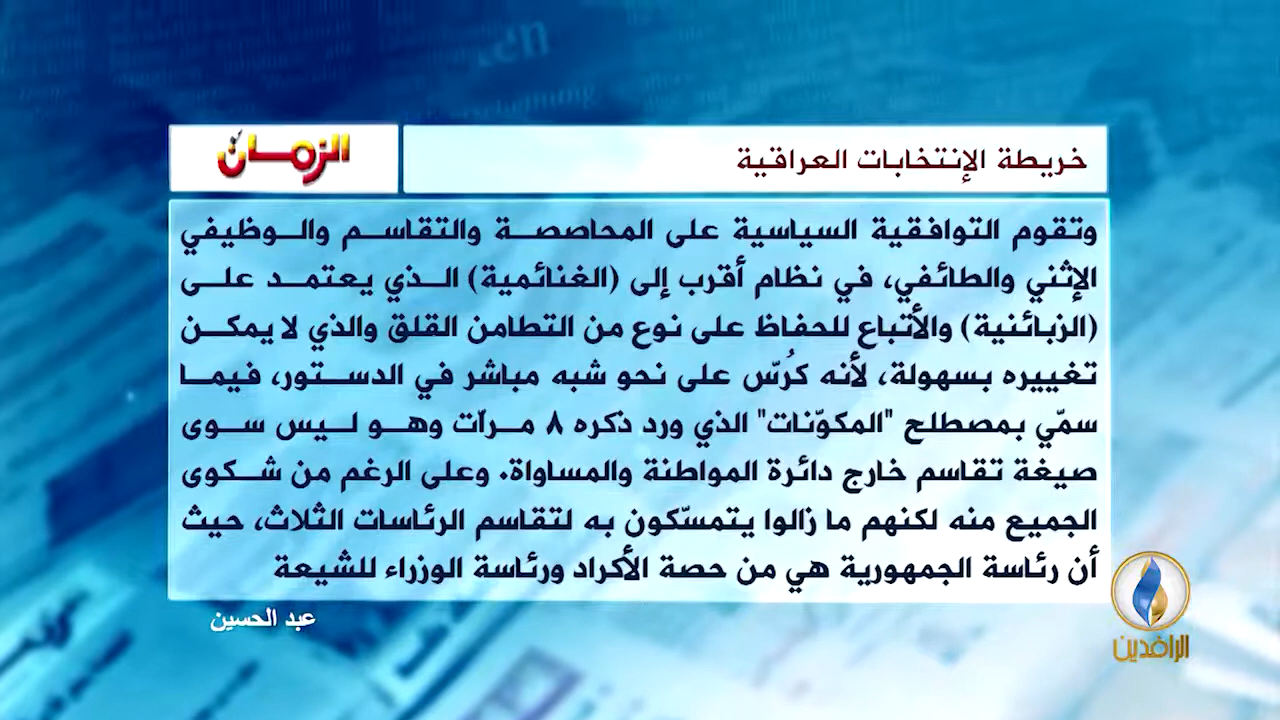 الزمان
خريطة الإنتخابات العراقية
وتقوم التوافقية السياسية على المحاصصة والتقاسم والوظيفي
الإثني والطائفي، في نظام أقرب إلى (الغنائمية) الذي يعتمد على
(الزبائنية) والأتباع للحفاظ على نوع من التطامن القلق والذي لا يمكن
تغييره بسهولة، لأنه كُرّس على نحو شبه مباشر في الدستور، فيما
سمّي بمصطلح "المكوّنات" الذي ورد ذكره ٨ مرآت وهو ليس سوى
صيغة تقاسم خارج دائرة المواطنة والمساواة. وعلى الرغم من شكوى
الجميع منه لكنهم ما زالوا يتمسّكون به لتقاسم الرئاسات الثلاث، حيث
أن رئاسة الجمهورية هي من حصة الأكراد ورئاسة الوزراء للشيعة
عبد الحسين
الرافدين